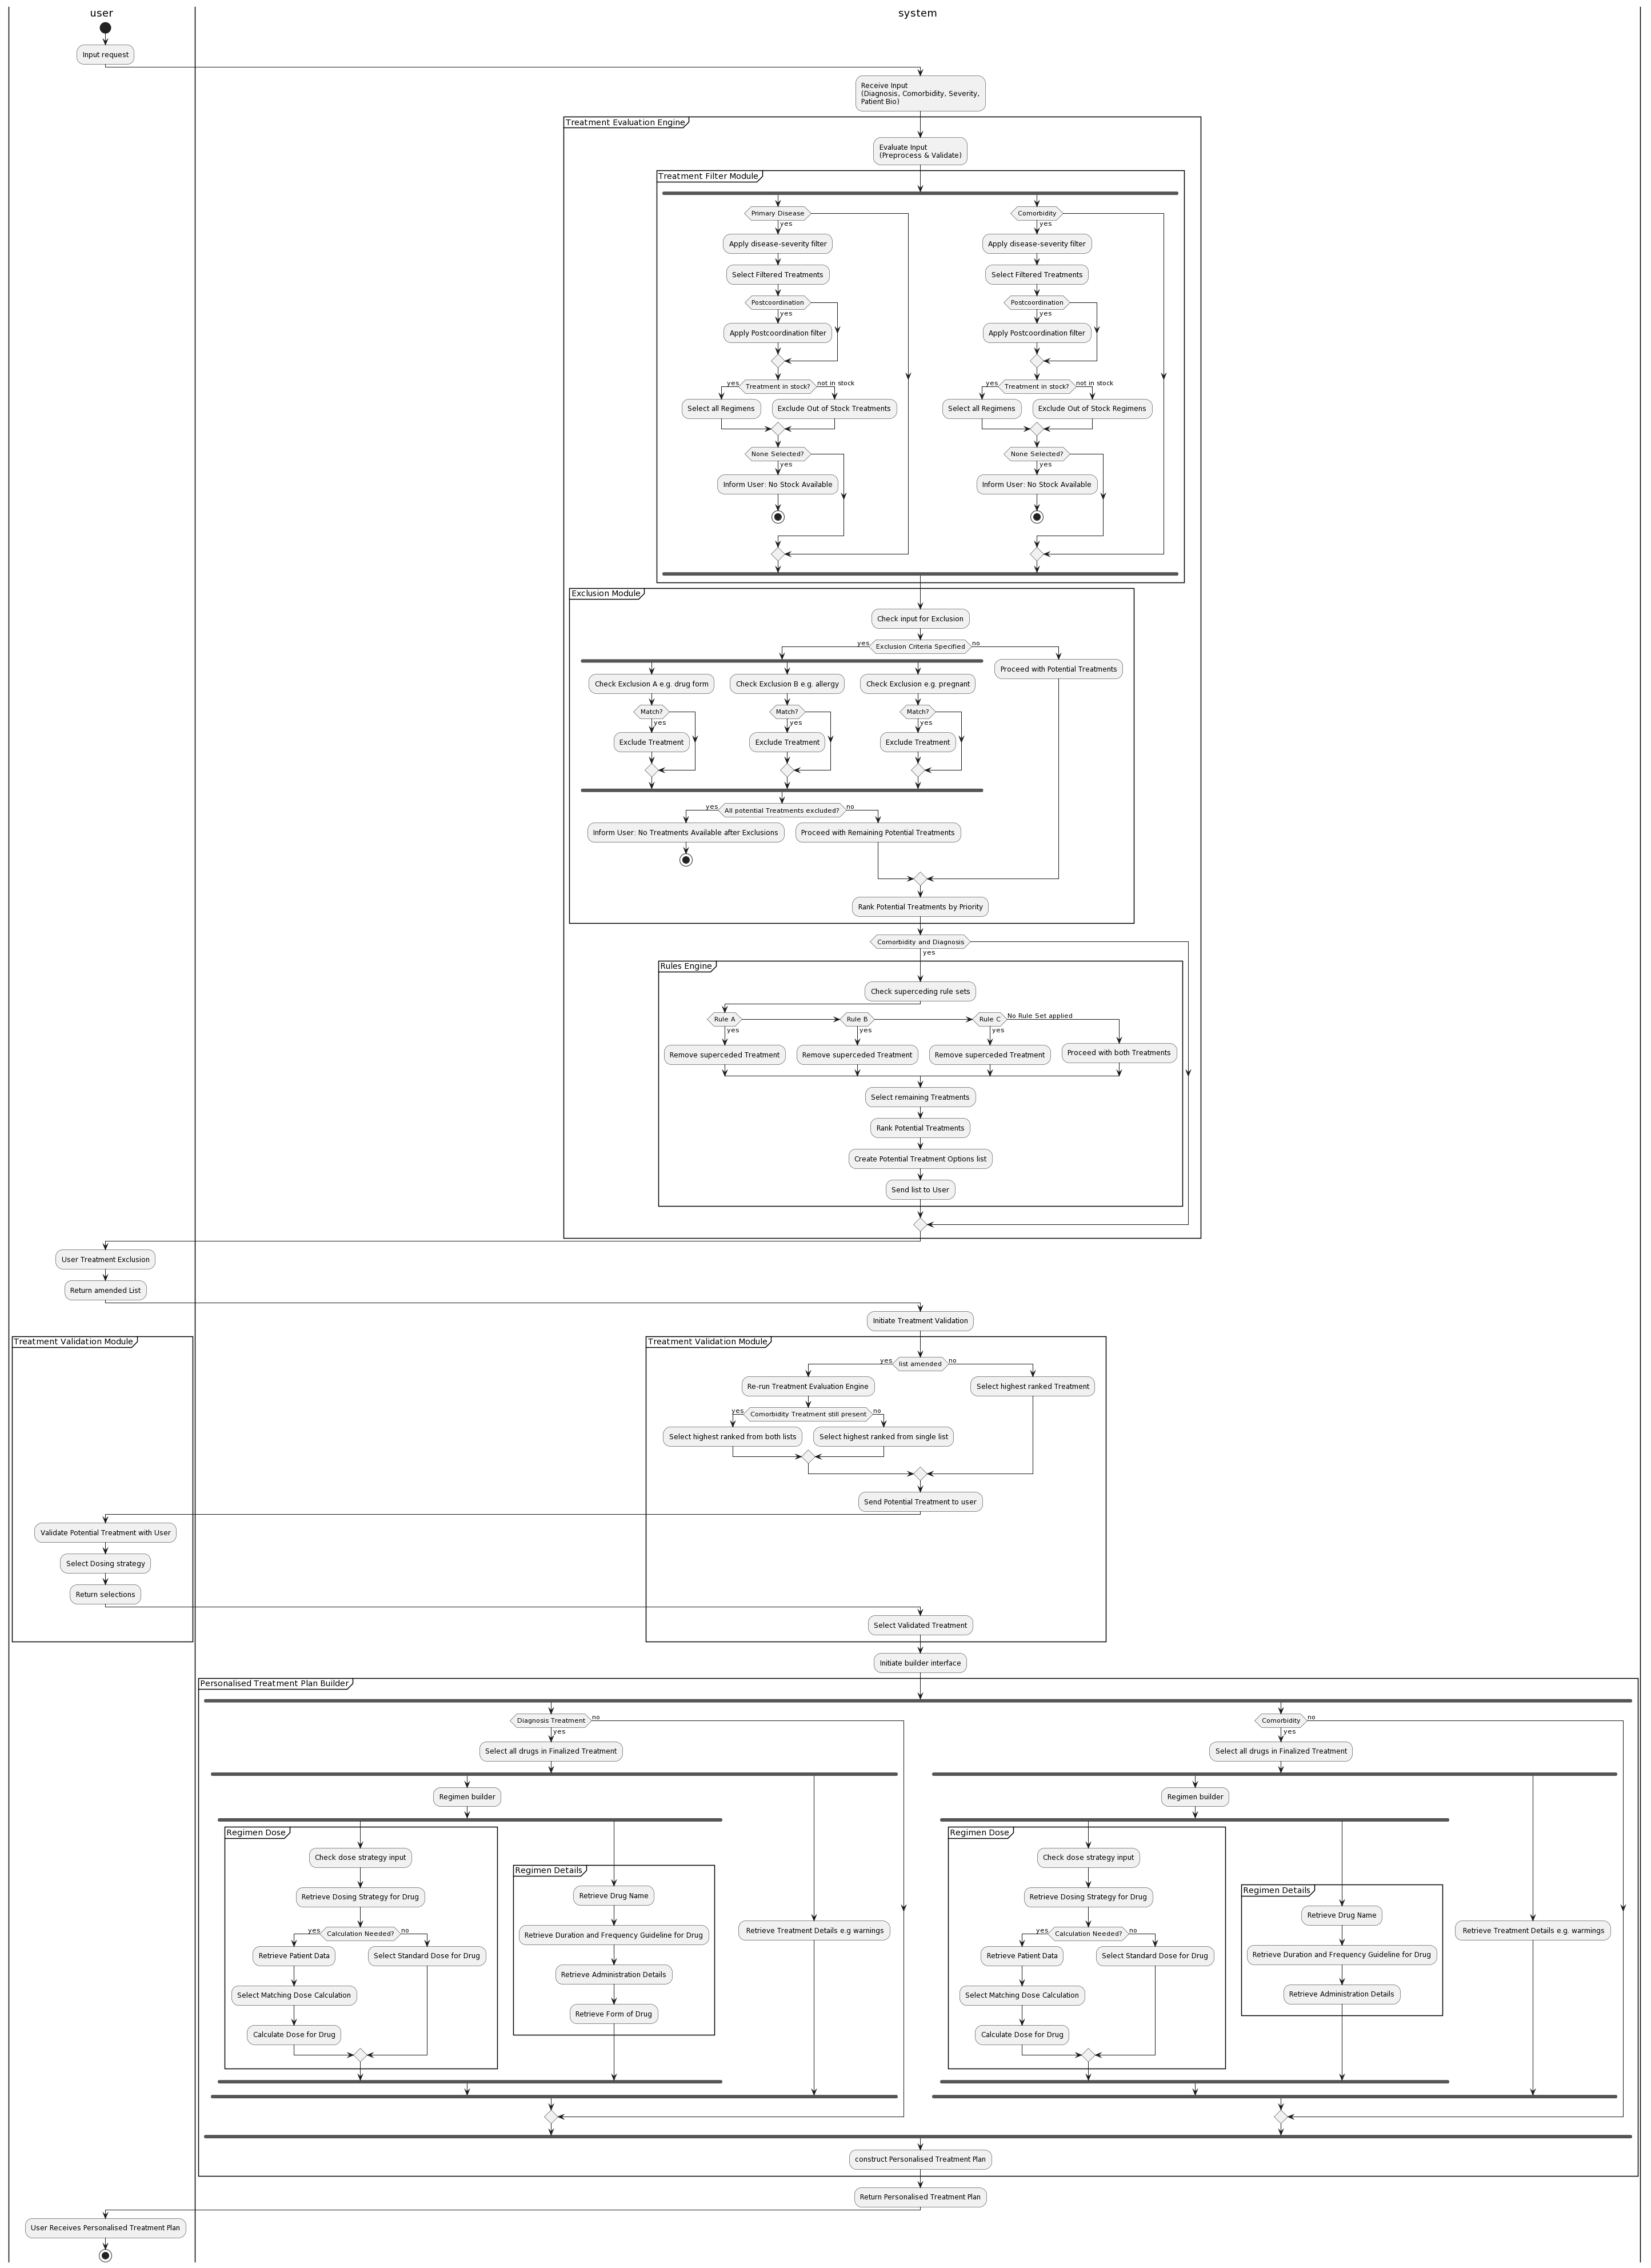 user
system
Input request
Receive Input
(Diagnosis, Comorbidity, Severity,
Patient Bio)
Treatment Evaluation Engine
Evaluate Input
(Preprocess & Validate)
Treatment Filter Module
Primary Disease
yes
Apply disease-severity filter
Select Filtered Treatments
Postcoordination
yes
Apply Postcoordination filter
yes
Treatment in stock?
not in stock
Select all Regimens
Exclude Out of Stock Treatments
None Selected?
yes
Inform User: No Stock Available
Comorbidity
yes
Apply disease-severity filter
Select Filtered Treatments
Postcoordination
yes
Apply Postcoordination filter
yes
Treatment in stock?
not in stock
Select all Regimens
Exclude Out of Stock Regimens
None Selected?
yes
Inform User: No Stock Available
Exclusion Module
Check input for Exclusion
yes
Exclusion Criteria Specified
no
Check Exclusion A e.g. drug form
Match?
yes
Exclude Treatment
Check Exclusion B e.g. allergy
Match?
yes
Exclude Treatment
Check Exclusion e.g. pregnant
Match?
yes
Exclude Treatment
Proceed with Potential Treatments
yes
All potential Treatments excluded?
no
Inform User: No Treatments Available after Exclusions
Proceed with Remaining Potential Treatments
Rank Potential Treatments by Priority
Comorbidity and Diagnosis
yes
Rules Engine
Check superceding rule sets
Rule A
yes
Remove superceded Treatment
Rule B
yes
Remove superceded Treatment
Rule C
yes
Remove superceded Treatment
No Rule Set applied
Proceed with both Treatments
Select remaining Treatments
Rank Potential Treatments
Create Potential Treatment Options list
Send list to User
User Treatment Exclusion
Return amended List
Initiate Treatment Validation
Treatment Validation Module
Treatment Validation Module
yes
list amended
no
Re-run Treatment Evaluation Engine
Select highest ranked Treatment
yes
Comorbidity Treatment still present
no
Select highest ranked from both lists
Select highest ranked from single list
Send Potential Treatment to user
Validate Potential Treatment with User
Select Dosing strategy
Return selections
Select Validated Treatment
Initiate builder interface
Personalised Treatment Plan Builder
Diagnosis Treatment
no
yes
Select all drugs in Finalized Treatment
Regimen builder
Regimen Dose
Check dose strategy input
Retrieve Dosing Strategy for Drug
yes
Calculation Needed?
no
Retrieve Patient Data
Select Standard Dose for Drug
Select Matching Dose Calculation
Calculate Dose for Drug
Regimen Details
Retrieve Drug Name
Retrieve Duration and Frequency Guideline for Drug
Retrieve Administration Details
Retrieve Form of Drug
Retrieve Treatment Details e.g warnings
Comorbidity
no
yes
Select all drugs in Finalized Treatment
Regimen builder
Regimen Dose
Check dose strategy input
Retrieve Dosing Strategy for Drug
yes
Calculation Needed?
no
Retrieve Patient Data
Select Standard Dose for Drug
Select Matching Dose Calculation
Calculate Dose for Drug
Regimen Details
Retrieve Drug Name
Retrieve Duration and Frequency Guideline for Drug
Retrieve Administration Details
Retrieve Treatment Details e.g. warmings
construct Personalised Treatment Plan
Return Personalised Treatment Plan
User Receives Personalised Treatment Plan